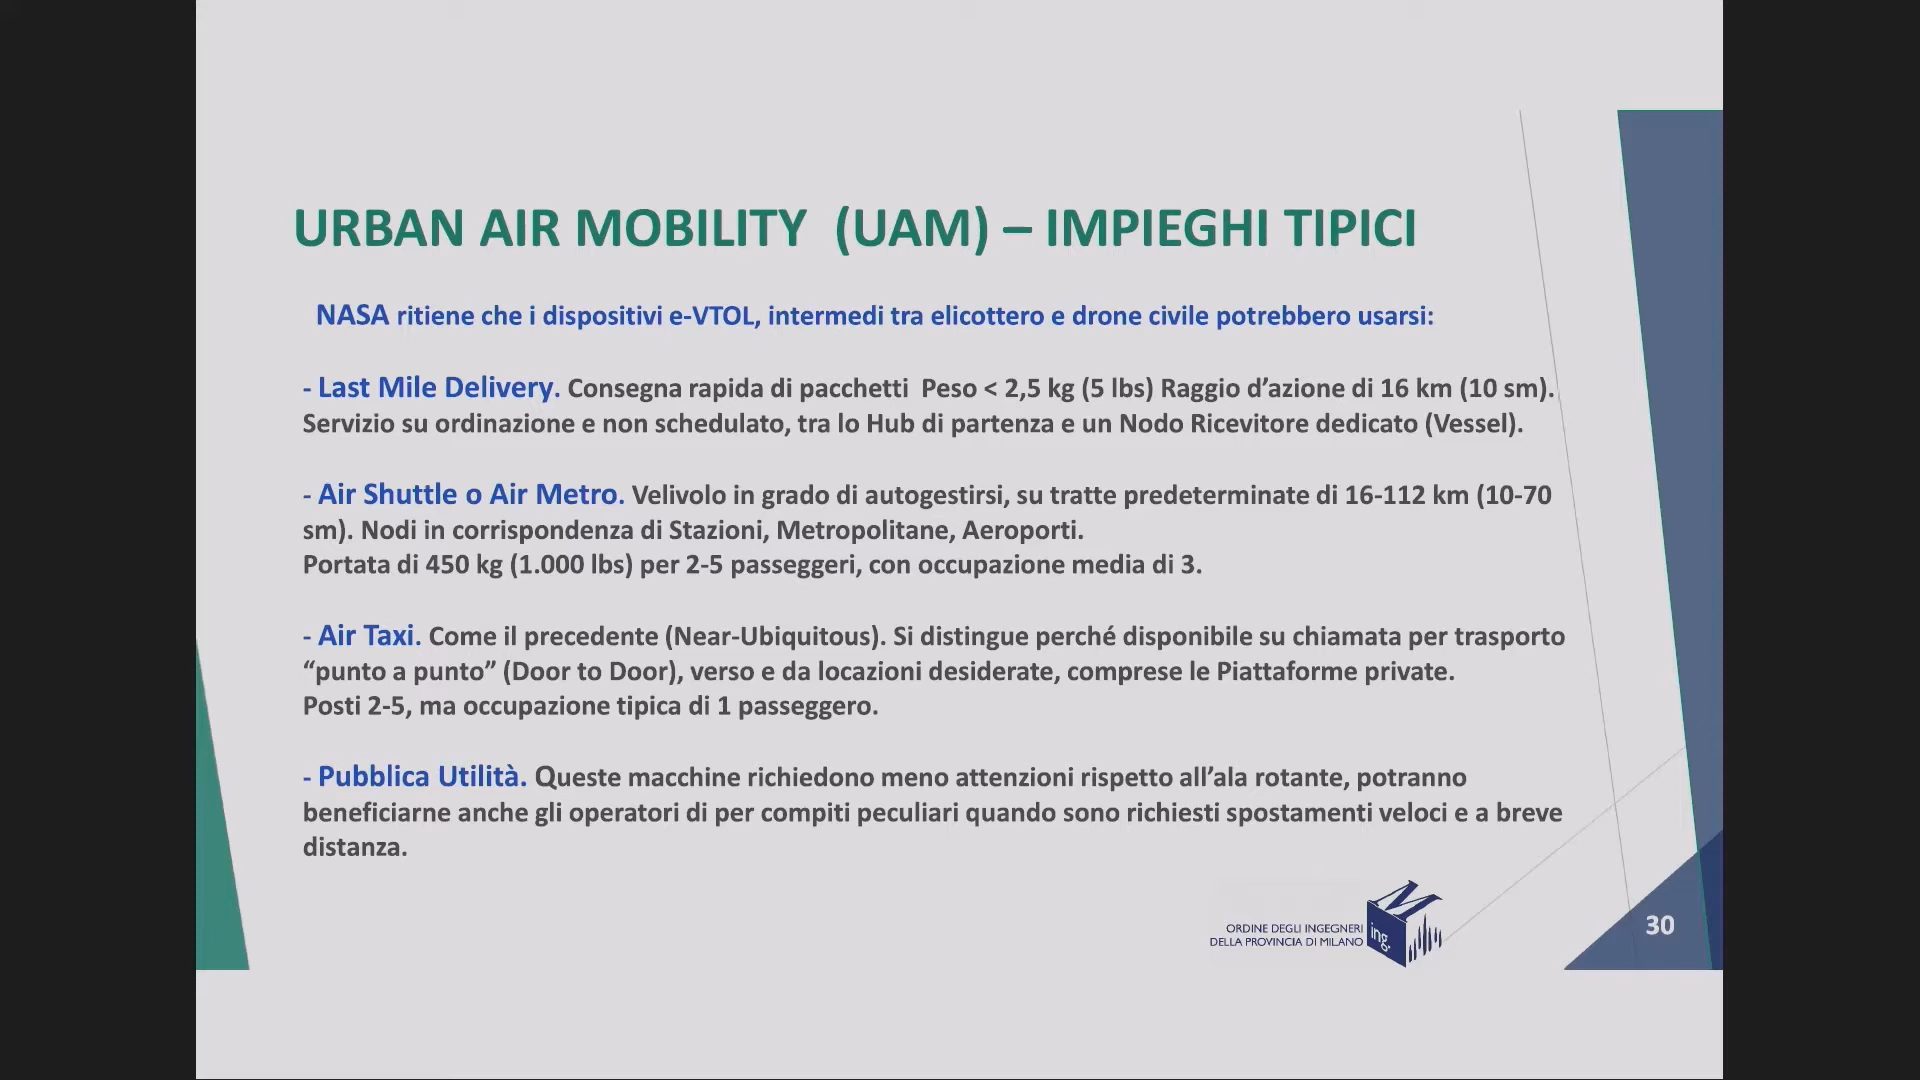 URBAN AIR MOBILITY (UAM) – IMPIEGHI TIPICI
NASA ritiene che i dispositivi e-VTOL, intermedi tra elicottero e drone civile potrebbero usarsi:
- Last Mile Delivery. Consegna rapida di pacchetti Peso < 2,5 kg (5 lbs) Raggio d’azione di 16 km (10 sm).
Servizio su ordinazione e non schedulato, tra lo Hub di partenza e un Nodo Ricevitore dedicato (Vessel).
- Air Shuttle o Air Metro. Velivolo in grado di autogestirsi, su tratte predeterminate di 16-112 km (10-70
sm). Nodi in corrispondenza di Stazioni, Metropolitane, Aeroporti.
Portata di 450 kg (1.000 lbs) per 2-5 passeggeri, con occupazione media di 3.
- Air Taxi. Come il precedente (Near-Ubiquitous). Si distingue perché disponibile su chiamata per trasporto
“punto a punto” (Door to Door), verso e da locazioni desiderate, comprese le Piattaforme private.
Posti 2-5, ma occupazione tipica di 1 passeggero.
- Pubblica Utilità. Queste macchine richiedono meno attenzioni rispetto all’ala rotante, potranno
beneficiarne anche gli operatori di per compiti peculiari quando sono richiesti spostamenti veloci e a breve
distanza.
ORDINE DEGLI INGEGNERI
DELLA PROVINCIA DI MILANO
ing.
30